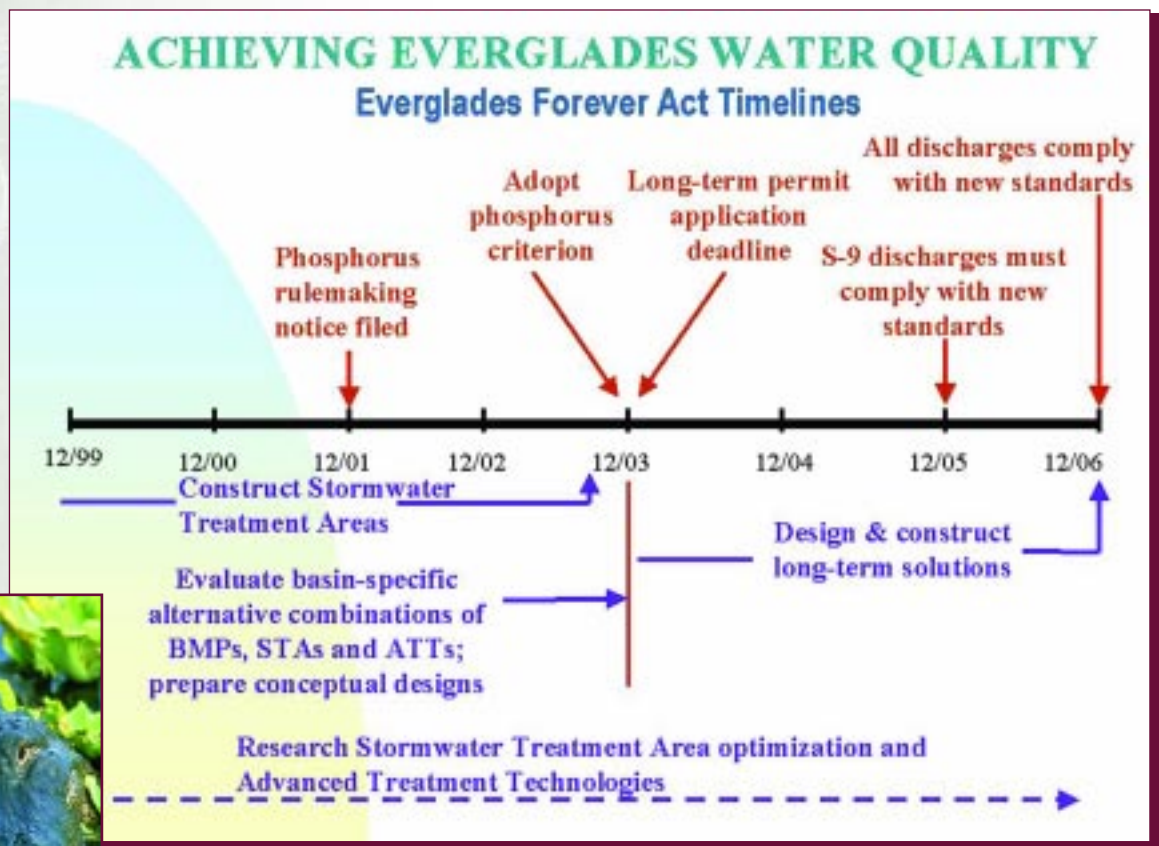 ACHIEVING EVERGLADES WATER QUALITY
Everglades Forever Act Timelines
Phosphorus
rulemaking
notice filed
Adopt
phosphorus
criterion
Long-term permit
application
deadline
S-9 discharges must
comply with new
standards
All discharges comply
with new standards
12/99 12/00 12/01 12/02 12/03 12/04 12/05 12/06
Construct Stormwater
Treatment Areas
Evaluate basin-specific
alternative combinations of
BMPs, STAs and ATTs;
prepare conceptual designs
Design & construct
long-term solutions
Research Stormwater Treatment Area optimization and
Advanced Treatment Technologies